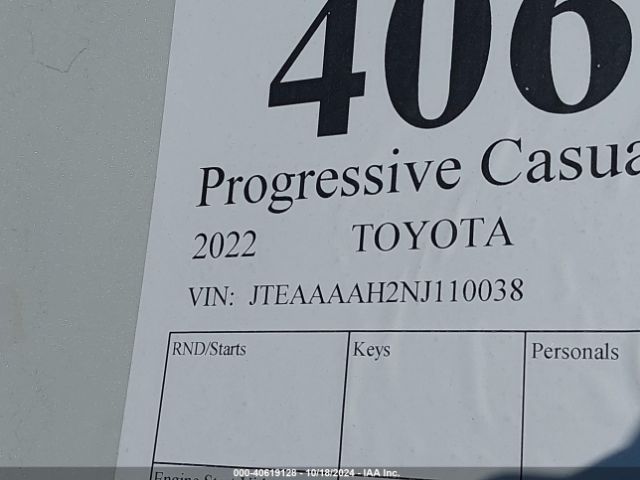 406
Progressive Casua
2022 TOYOTA
VIN: JTEAAAAH2NJ110038
RND/Starts Keys Personals
000-40619128 - 10/18/2024 - IAA Inc.